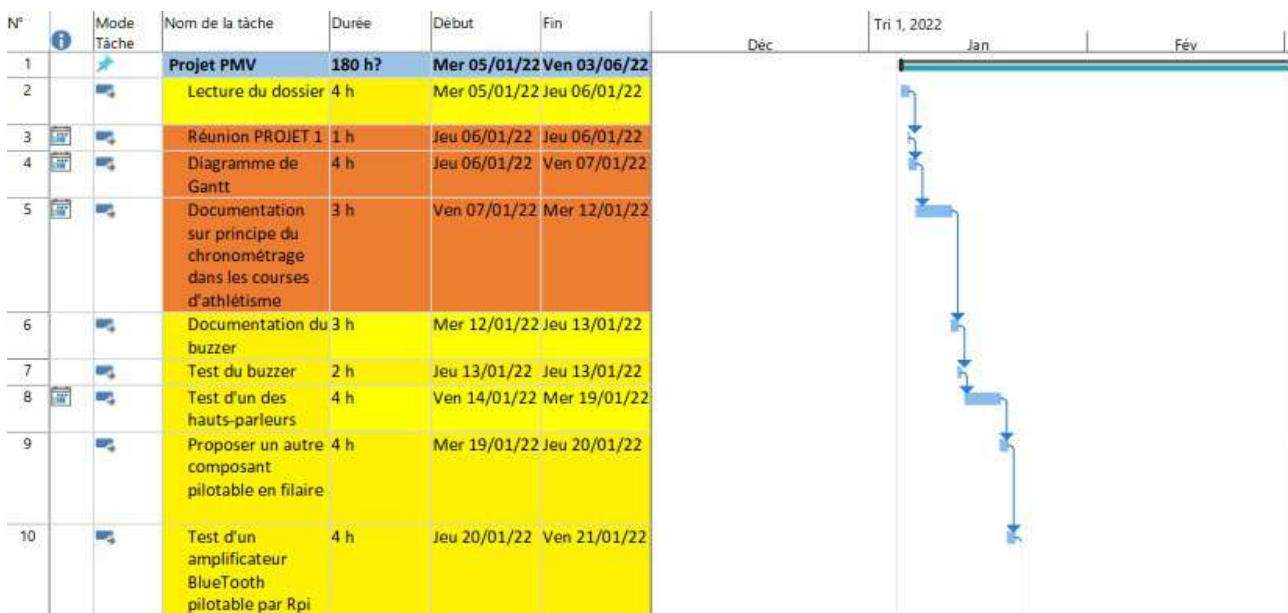 N° Mode Tâche Nom de la tâche Durée Début Fin
Tri 1, 2022
Déc Jan Fév
1 Projet PMV 180 h? Mer 05/01/22 Ven 03/06/22
2 Lecture du dossier 4 h Mer 05/01/22 Jeu 06/01/22
3 Réunion PROJET 1 1 h Jeu 06/01/22 Jeu 06/01/22
4 Diagramme de 4 h Jeu 06/01/22 Ven 07/01/22
Gantt
5 Documentation 3 h Ven 07/01/22 Mer 12/01/22
sur principe du
chronométrage
dans les courses
d'athlétisme
6 Documentation du 3 h Mer 12/01/22 Jeu 13/01/22
buzzer
7 Test du buzzer 2 h Jeu 13/01/22 Jeu 13/01/22
8 Test d'un des 4 h Ven 14/01/22 Mer 19/01/22
hauts-parleurs
9 Proposer un autre 4 h Mer 19/01/22 Jeu 20/01/22
composant
pilotable en filaire
10 Test d'un 4 h Jeu 20/01/22 Ven 21/01/22
amplificateur
BlueTooth
pilotable par Rpi